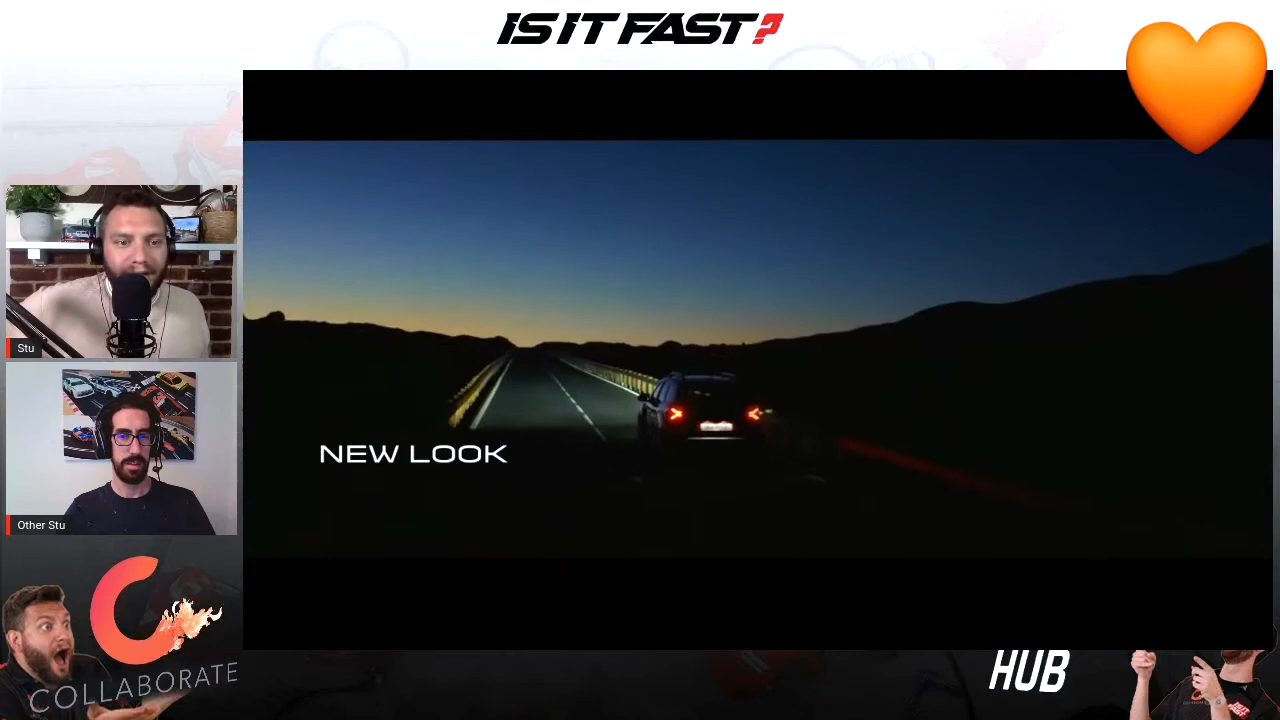 IS IT FAST?
Stu
NEW LOOK
Other Stu
COLLABORATE
HUB